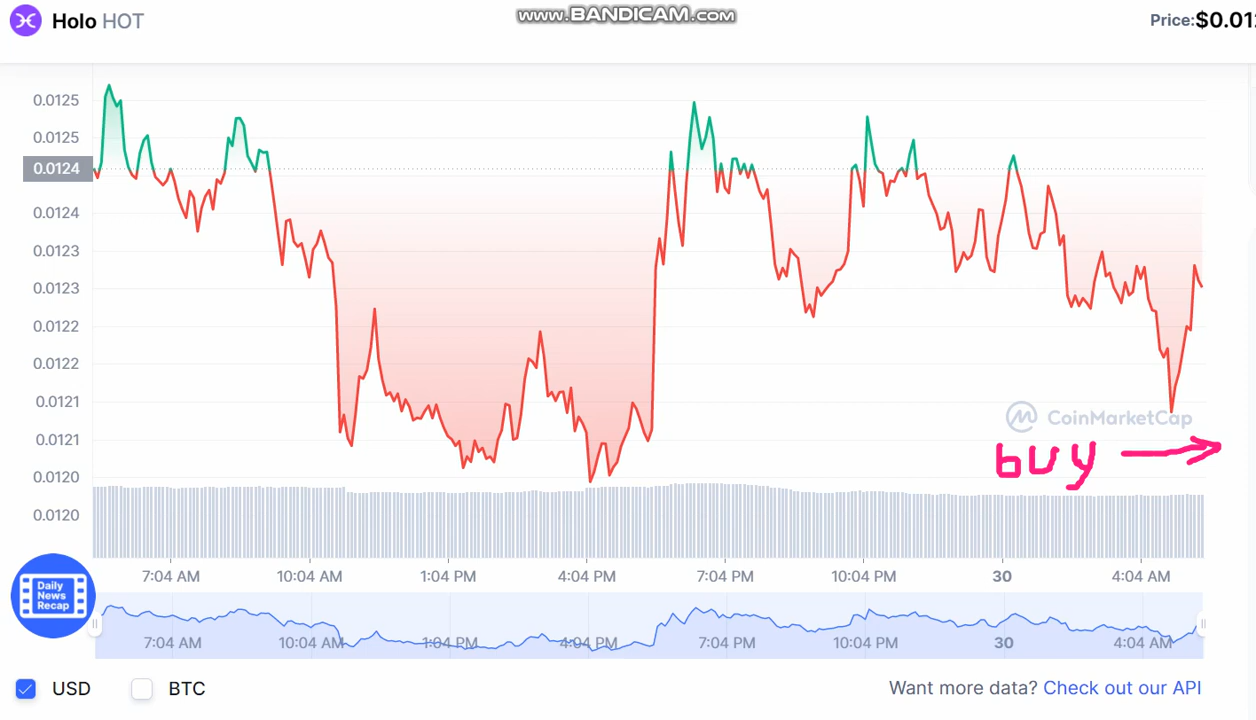 Holo HOT
www.BANDICAM.com
Price:$0.01
0.0125
0.0125
0.0124
0.0124
0.0123
0.0123
0.0122
0.0122
0.0121
0.0121
0.0120
0.0120
CoinMarketCap
buy
7:04 AM 10:04 AM 1:04 PM 4:04 PM 7:04 PM 10:04 PM 30 4:04 AM
Daily
News
Recap
7:04 AM 10:04 AM 1:04 PM 4:04 PM 7:04 PM 10:04 PM 30 4:04 AM
USD BTC
Want more data? Check out our API